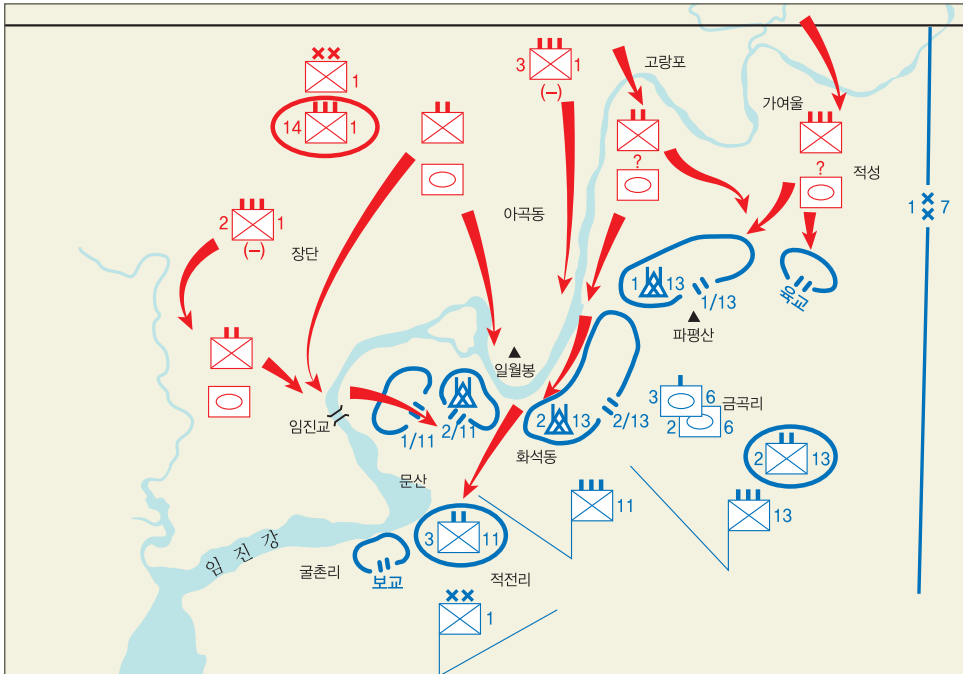 고랑포
가여울
적성
1
14 1
3 1
(-)
?
?
2 1
(-)
장단
아곡동
1 7
1 13
1/13
육교
파평산
일월봉
임진교
1/11
2/11
2 13
2/13
화석동
3 6
2 6
금곡리
2 13
문산
11
13
3 11
임진강
굴촌리
보교
적전리
1